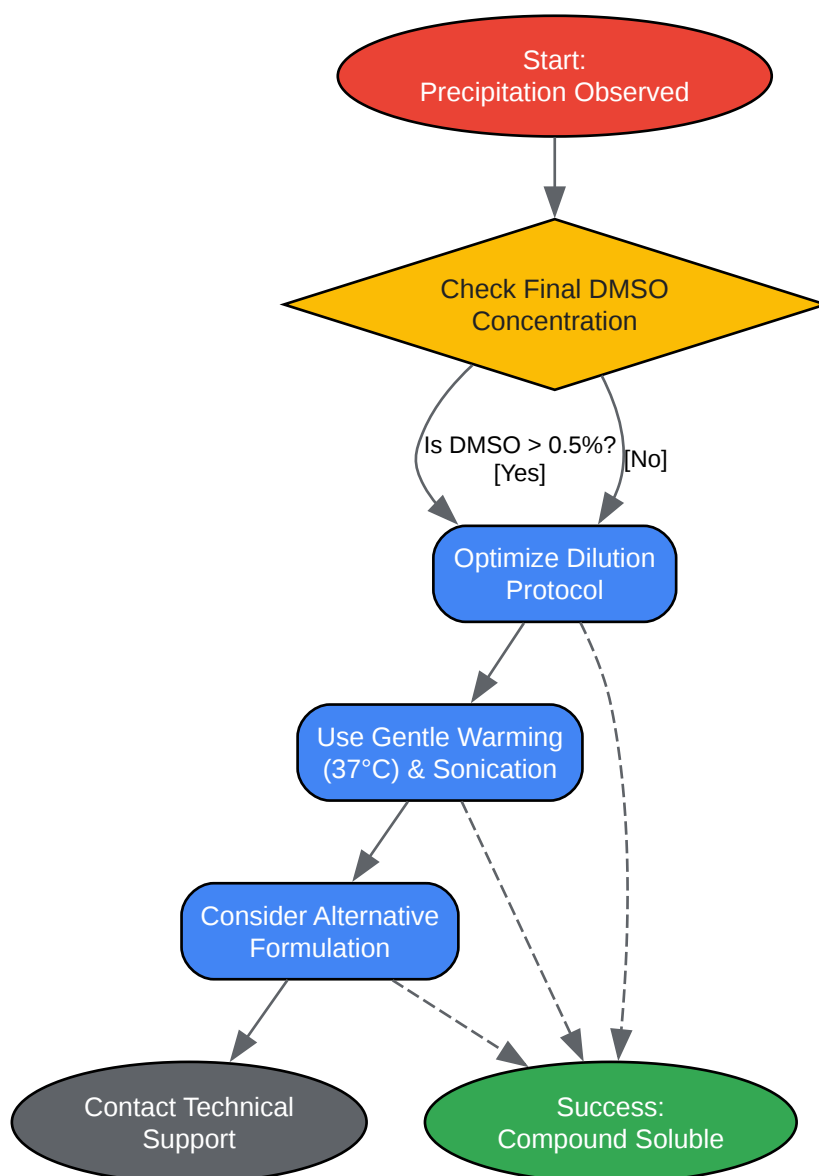 Start:
Precipitation Observed
Check Final DMSO
Concentration
Is DMSO > 0.5%?
[Yes]
[No]
Optimize Dilution
Protocol
Use Gentle Warming
(37°C) & Sonication
Consider Alternative
Formulation
Contact Technical
Support
Success:
Compound Soluble